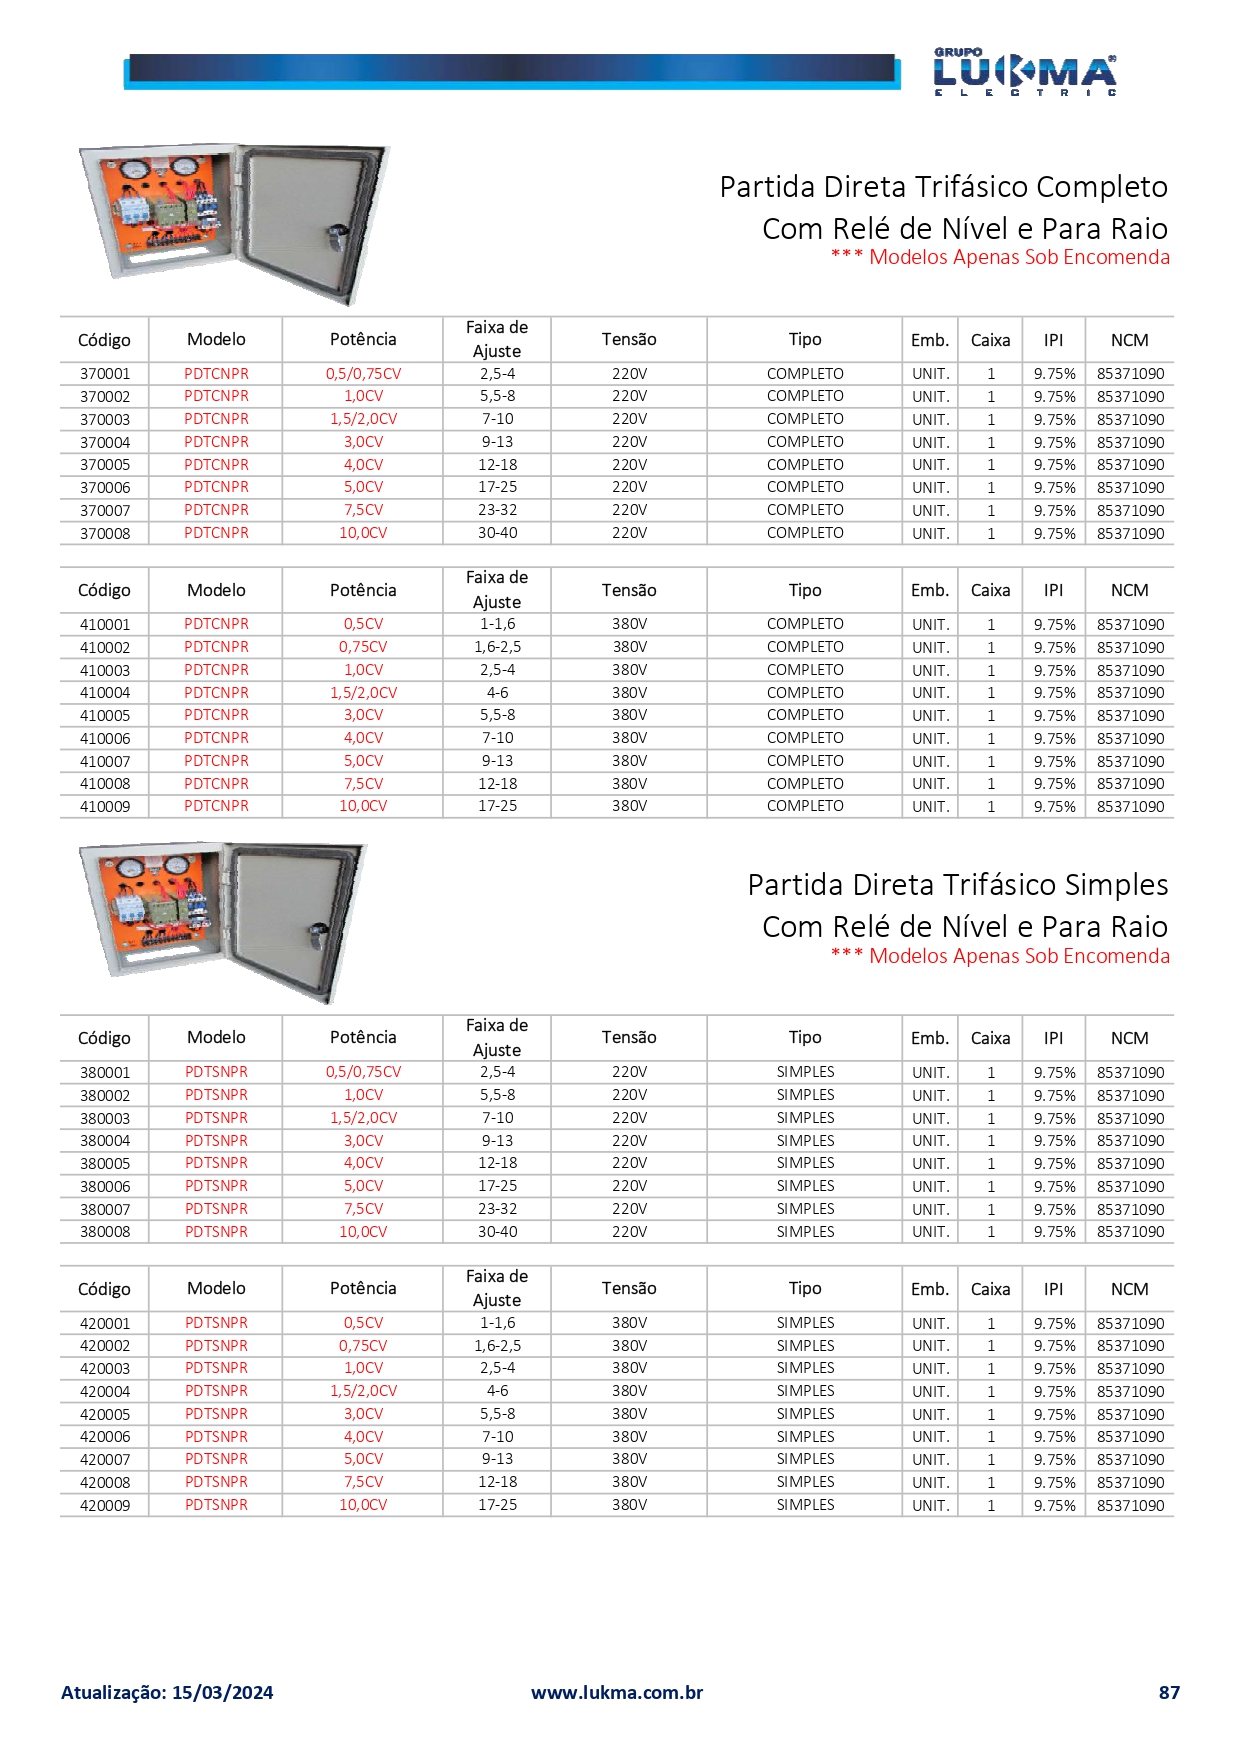 GRUPO
LUKMA®
ELECTRIC
Partida Direta Trifásico Completo
Com Relé de Nível e Para Raio
*** Modelos Apenas Sob Encomenda
Código Modelo Potência Faixa de Ajuste Tensão Tipo Emb. Caixa IPI NCM
370001 PDTCNPR 0,5/0,75CV 2,5-4 220V COMPLETO UNIT. 1 9.75% 85371090
370002 PDTCNPR 1,0CV 5,5-8 220V COMPLETO UNIT. 1 9.75% 85371090
370003 PDTCNPR 1,5/2,0CV 7-10 220V COMPLETO UNIT. 1 9.75% 85371090
370004 PDTCNPR 3,0CV 9-13 220V COMPLETO UNIT. 1 9.75% 85371090
370005 PDTCNPR 4,0CV 12-18 220V COMPLETO UNIT. 1 9.75% 85371090
370006 PDTCNPR 5,0CV 17-25 220V COMPLETO UNIT. 1 9.75% 85371090
370007 PDTCNPR 7,5CV 23-32 220V COMPLETO UNIT. 1 9.75% 85371090
370008 PDTCNPR 10,0CV 30-40 220V COMPLETO UNIT. 1 9.75% 85371090
Código Modelo Potência Faixa de Ajuste Tensão Tipo Emb. Caixa IPI NCM
410001 PDTCNPR 0,5CV 1-1,6 380V COMPLETO UNIT. 1 9.75% 85371090
410002 PDTCNPR 0,75CV 1,6-2,5 380V COMPLETO UNIT. 1 9.75% 85371090
410003 PDTCNPR 1,0CV 2,5-4 380V COMPLETO UNIT. 1 9.75% 85371090
410004 PDTCNPR 1,5/2,0CV 4-6 380V COMPLETO UNIT. 1 9.75% 85371090
410005 PDTCNPR 3,0CV 5,5-8 380V COMPLETO UNIT. 1 9.75% 85371090
410006 PDTCNPR 4,0CV 7-10 380V COMPLETO UNIT. 1 9.75% 85371090
410007 PDTCNPR 5,0CV 9-13 380V COMPLETO UNIT. 1 9.75% 85371090
410008 PDTCNPR 7,5CV 12-18 380V COMPLETO UNIT. 1 9.75% 85371090
410009 PDTCNPR 10,0CV 17-25 380V COMPLETO UNIT. 1 9.75% 85371090
Partida Direta Trifásico Simples
Com Relé de Nível e Para Raio
*** Modelos Apenas Sob Encomenda
Código Modelo Potência Faixa de Ajuste Tensão Tipo Emb. Caixa IPI NCM
380001 PDTSNPR 0,5/0,75CV 2,5-4 220V SIMPLES UNIT. 1 9.75% 85371090
380002 PDTSNPR 1,0CV 5,5-8 220V SIMPLES UNIT. 1 9.75% 85371090
380003 PDTSNPR 1,5/2,0CV 7-10 220V SIMPLES UNIT. 1 9.75% 85371090
380004 PDTSNPR 3,0CV 9-13 220V SIMPLES UNIT. 1 9.75% 85371090
380005 PDTSNPR 4,0CV 12-18 220V SIMPLES UNIT. 1 9.75% 85371090
380006 PDTSNPR 5,0CV 17-25 220V SIMPLES UNIT. 1 9.75% 85371090
380007 PDTSNPR 7,5CV 23-32 220V SIMPLES UNIT. 1 9.75% 85371090
380008 PDTSNPR 10,0CV 30-40 220V SIMPLES UNIT. 1 9.75% 85371090
Código Modelo Potência Faixa de Ajuste Tensão Tipo Emb. Caixa IPI NCM
420001 PDTSNPR 0,5CV 1-1,6 380V SIMPLES UNIT. 1 9.75% 85371090
420002 PDTSNPR 0,75CV 1,6-2,5 380V SIMPLES UNIT. 1 9.75% 85371090
420003 PDTSNPR 1,0CV 2,5-4 380V SIMPLES UNIT. 1 9.75% 85371090
420004 PDTSNPR 1,5/2,0CV 4-6 380V SIMPLES UNIT. 1 9.75% 85371090
420005 PDTSNPR 3,0CV 5,5-8 380V SIMPLES UNIT. 1 9.75% 85371090
420006 PDTSNPR 4,0CV 7-10 380V SIMPLES UNIT. 1 9.75% 85371090
420007 PDTSNPR 5,0CV 9-13 380V SIMPLES UNIT. 1 9.75% 85371090
420008 PDTSNPR 7,5CV 12-18 380V SIMPLES UNIT. 1 9.75% 85371090
420009 PDTSNPR 10,0CV 17-25 380V SIMPLES UNIT. 1 9.75% 85371090
Atualização: 15/03/2024 www.lukma.com.br 87